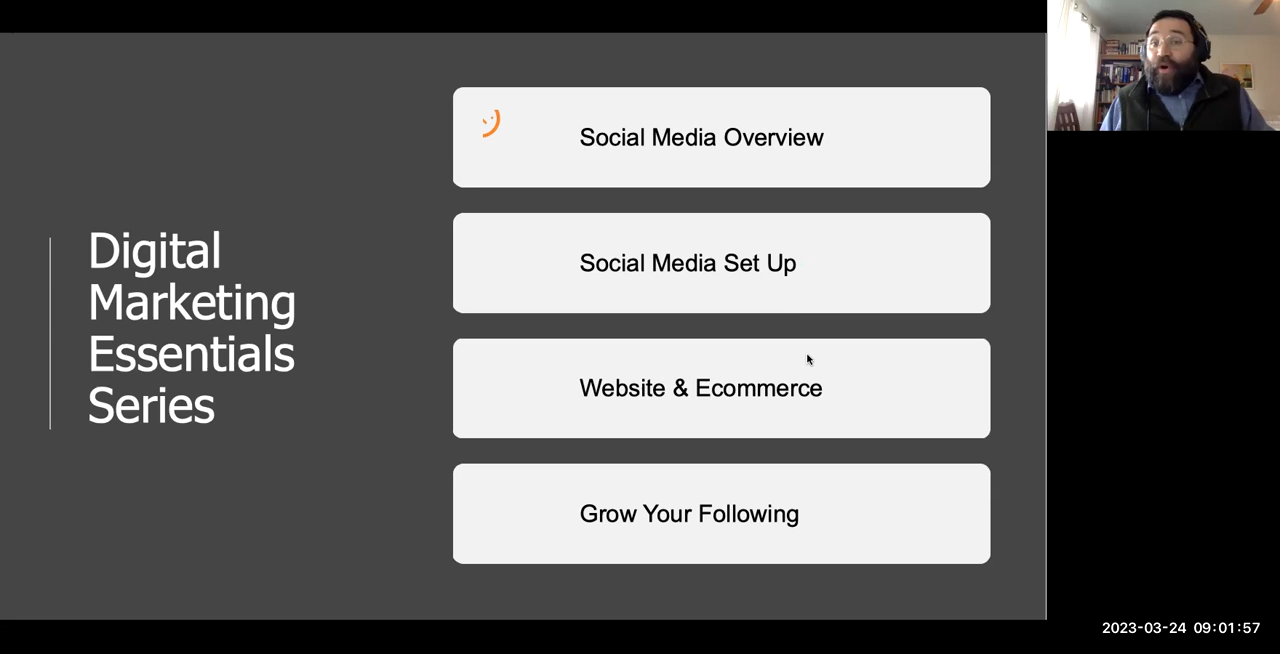 Digital
Marketing
Essentials
Series
Social Media Overview
Social Media Set Up
Website & Ecommerce
Grow Your Following
2023-03-24 09:01:57